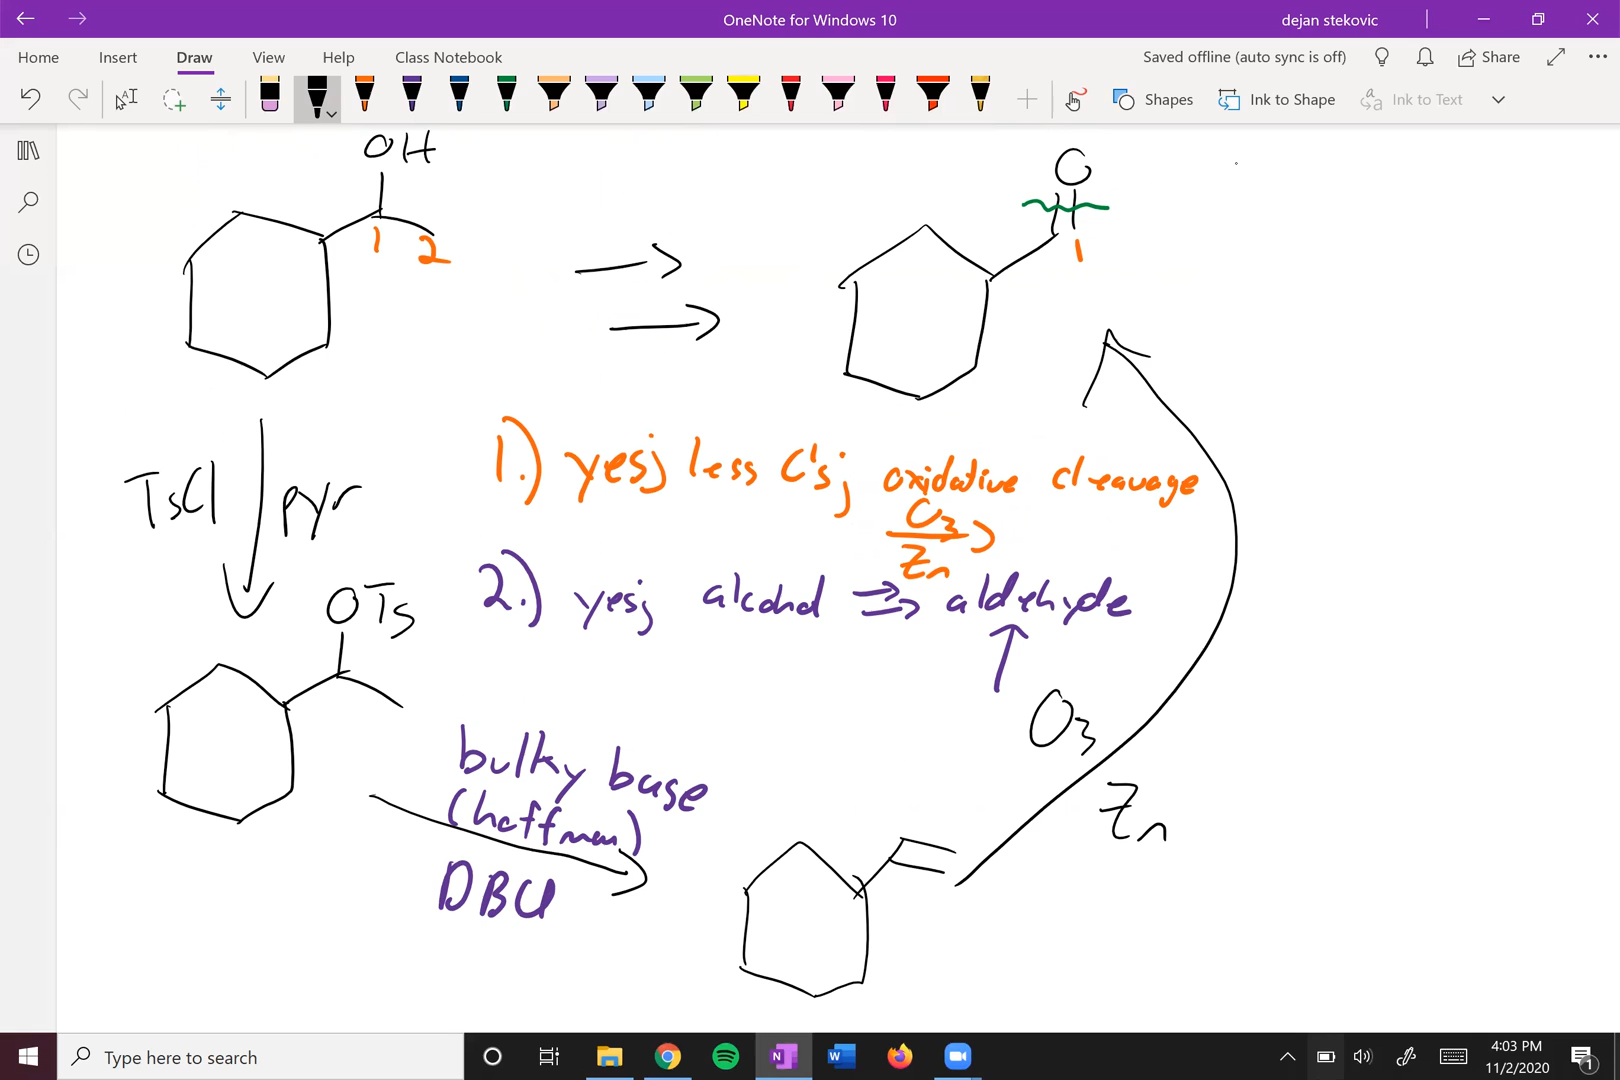 OneNote for Windows 10
dejan stekovic
Home Insert Draw View Help Class Notebook
Saved offline (auto sync is off)
Share
Shapes
Ink to Shape
Ink to Text
OH
1 2
O
1
1.) yes; less C's; oxidative cleavage
O3
Zn
TsCl pyr
2.) yes; alcohol ⇒ aldehyde
OTs
O3
Zn
bulky base
(hoffman)
DBU
Type here to search
4:03 PM
11/2/2020
1